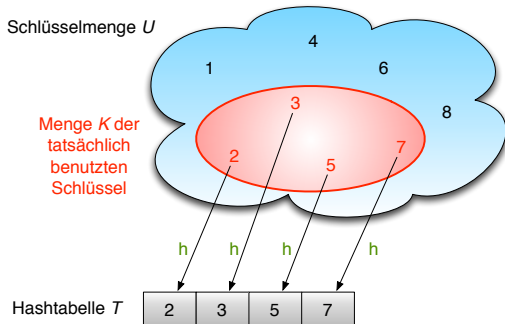 Schlüsselmenge U
4
1
6
3
8
Menge K der
tatsächlich
benutzten
Schlüssel
2
5
7
h
h
h
h
Hashtabelle T
2 3 5 7